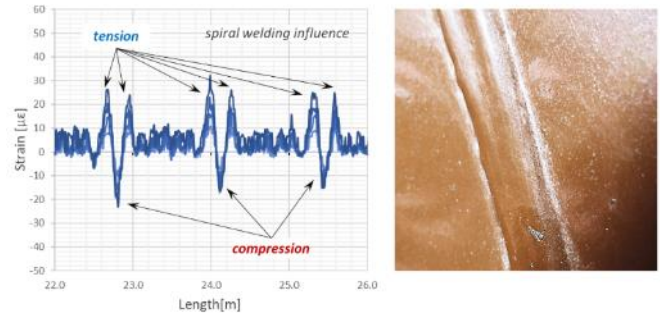 60
50
40
30
20
10
0
-10
-20
-30
-40
-50
Strain [με]
tension
spiral welding influence
compression
22.0 23.0 24.0 25.0 26.0
Length[m]